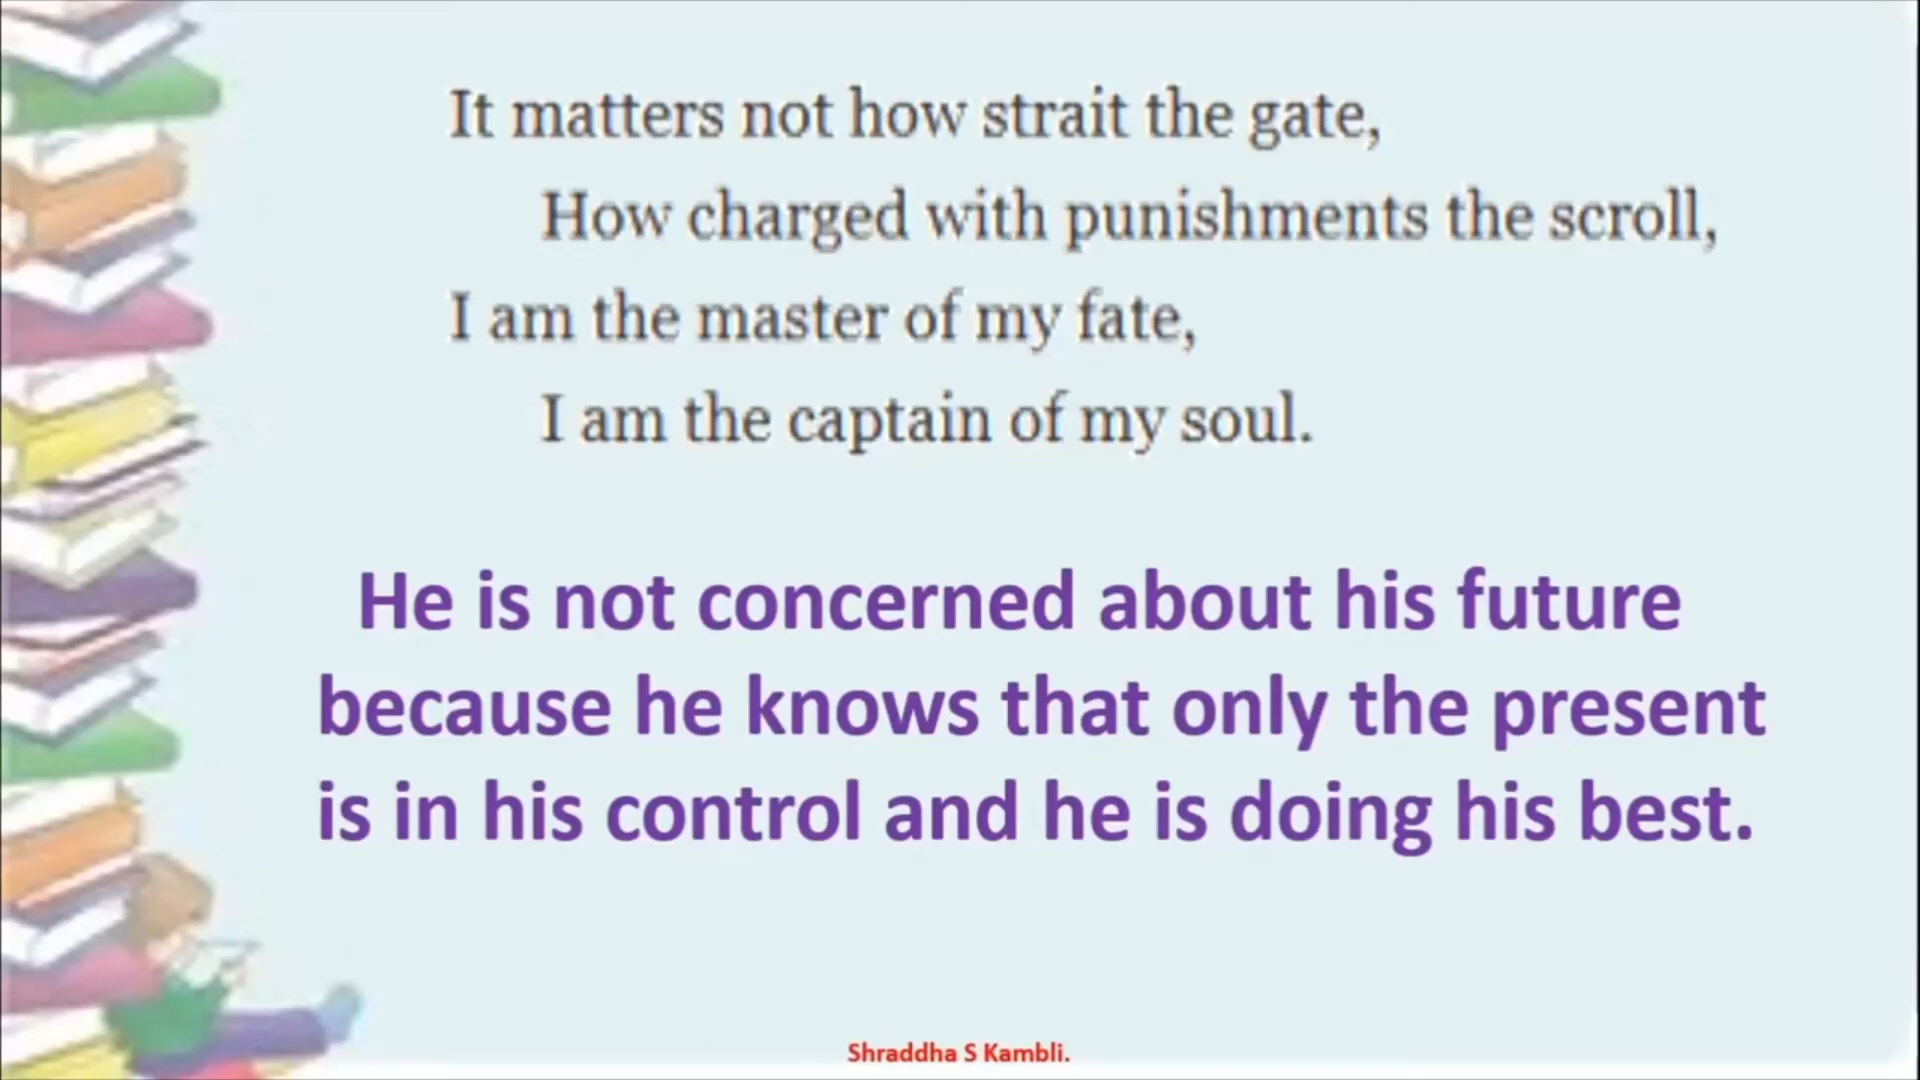 It matters not how strait the gate,
How charged with punishments the scroll,
I am the master of my fate,
I am the captain of my soul.
He is not concerned about his future
because he knows that only the present
is in his control and he is doing his best.
Shraddha S Kambli.